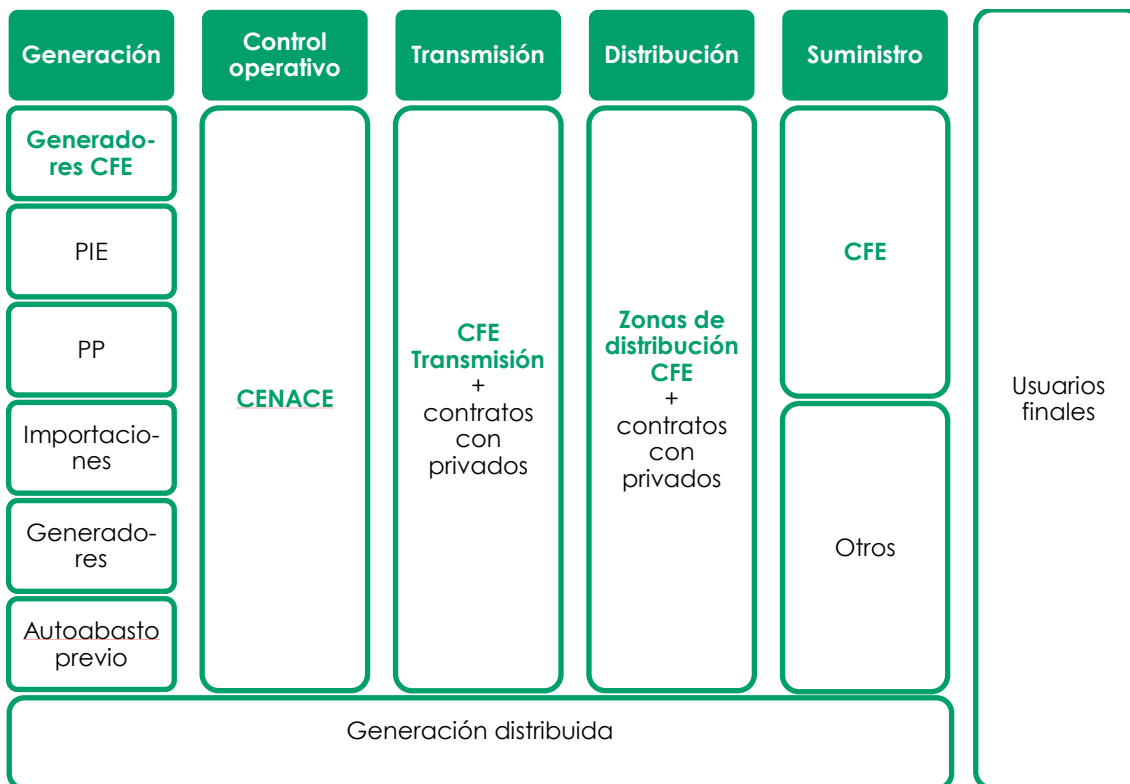 Generación
Control
operativo
Transmisión
Distribución
Suministro
Generado-
res CFE
PIE
PP
Importacio-
nes
Generado-
res
Autoabasto
previo
CENACE
CFE
Transmisión
+
contratos
con
privados
Zonas de
distribución
CFE
+
contratos
con
privados
CFE
Otros
Usuarios
finales
Generación distribuida